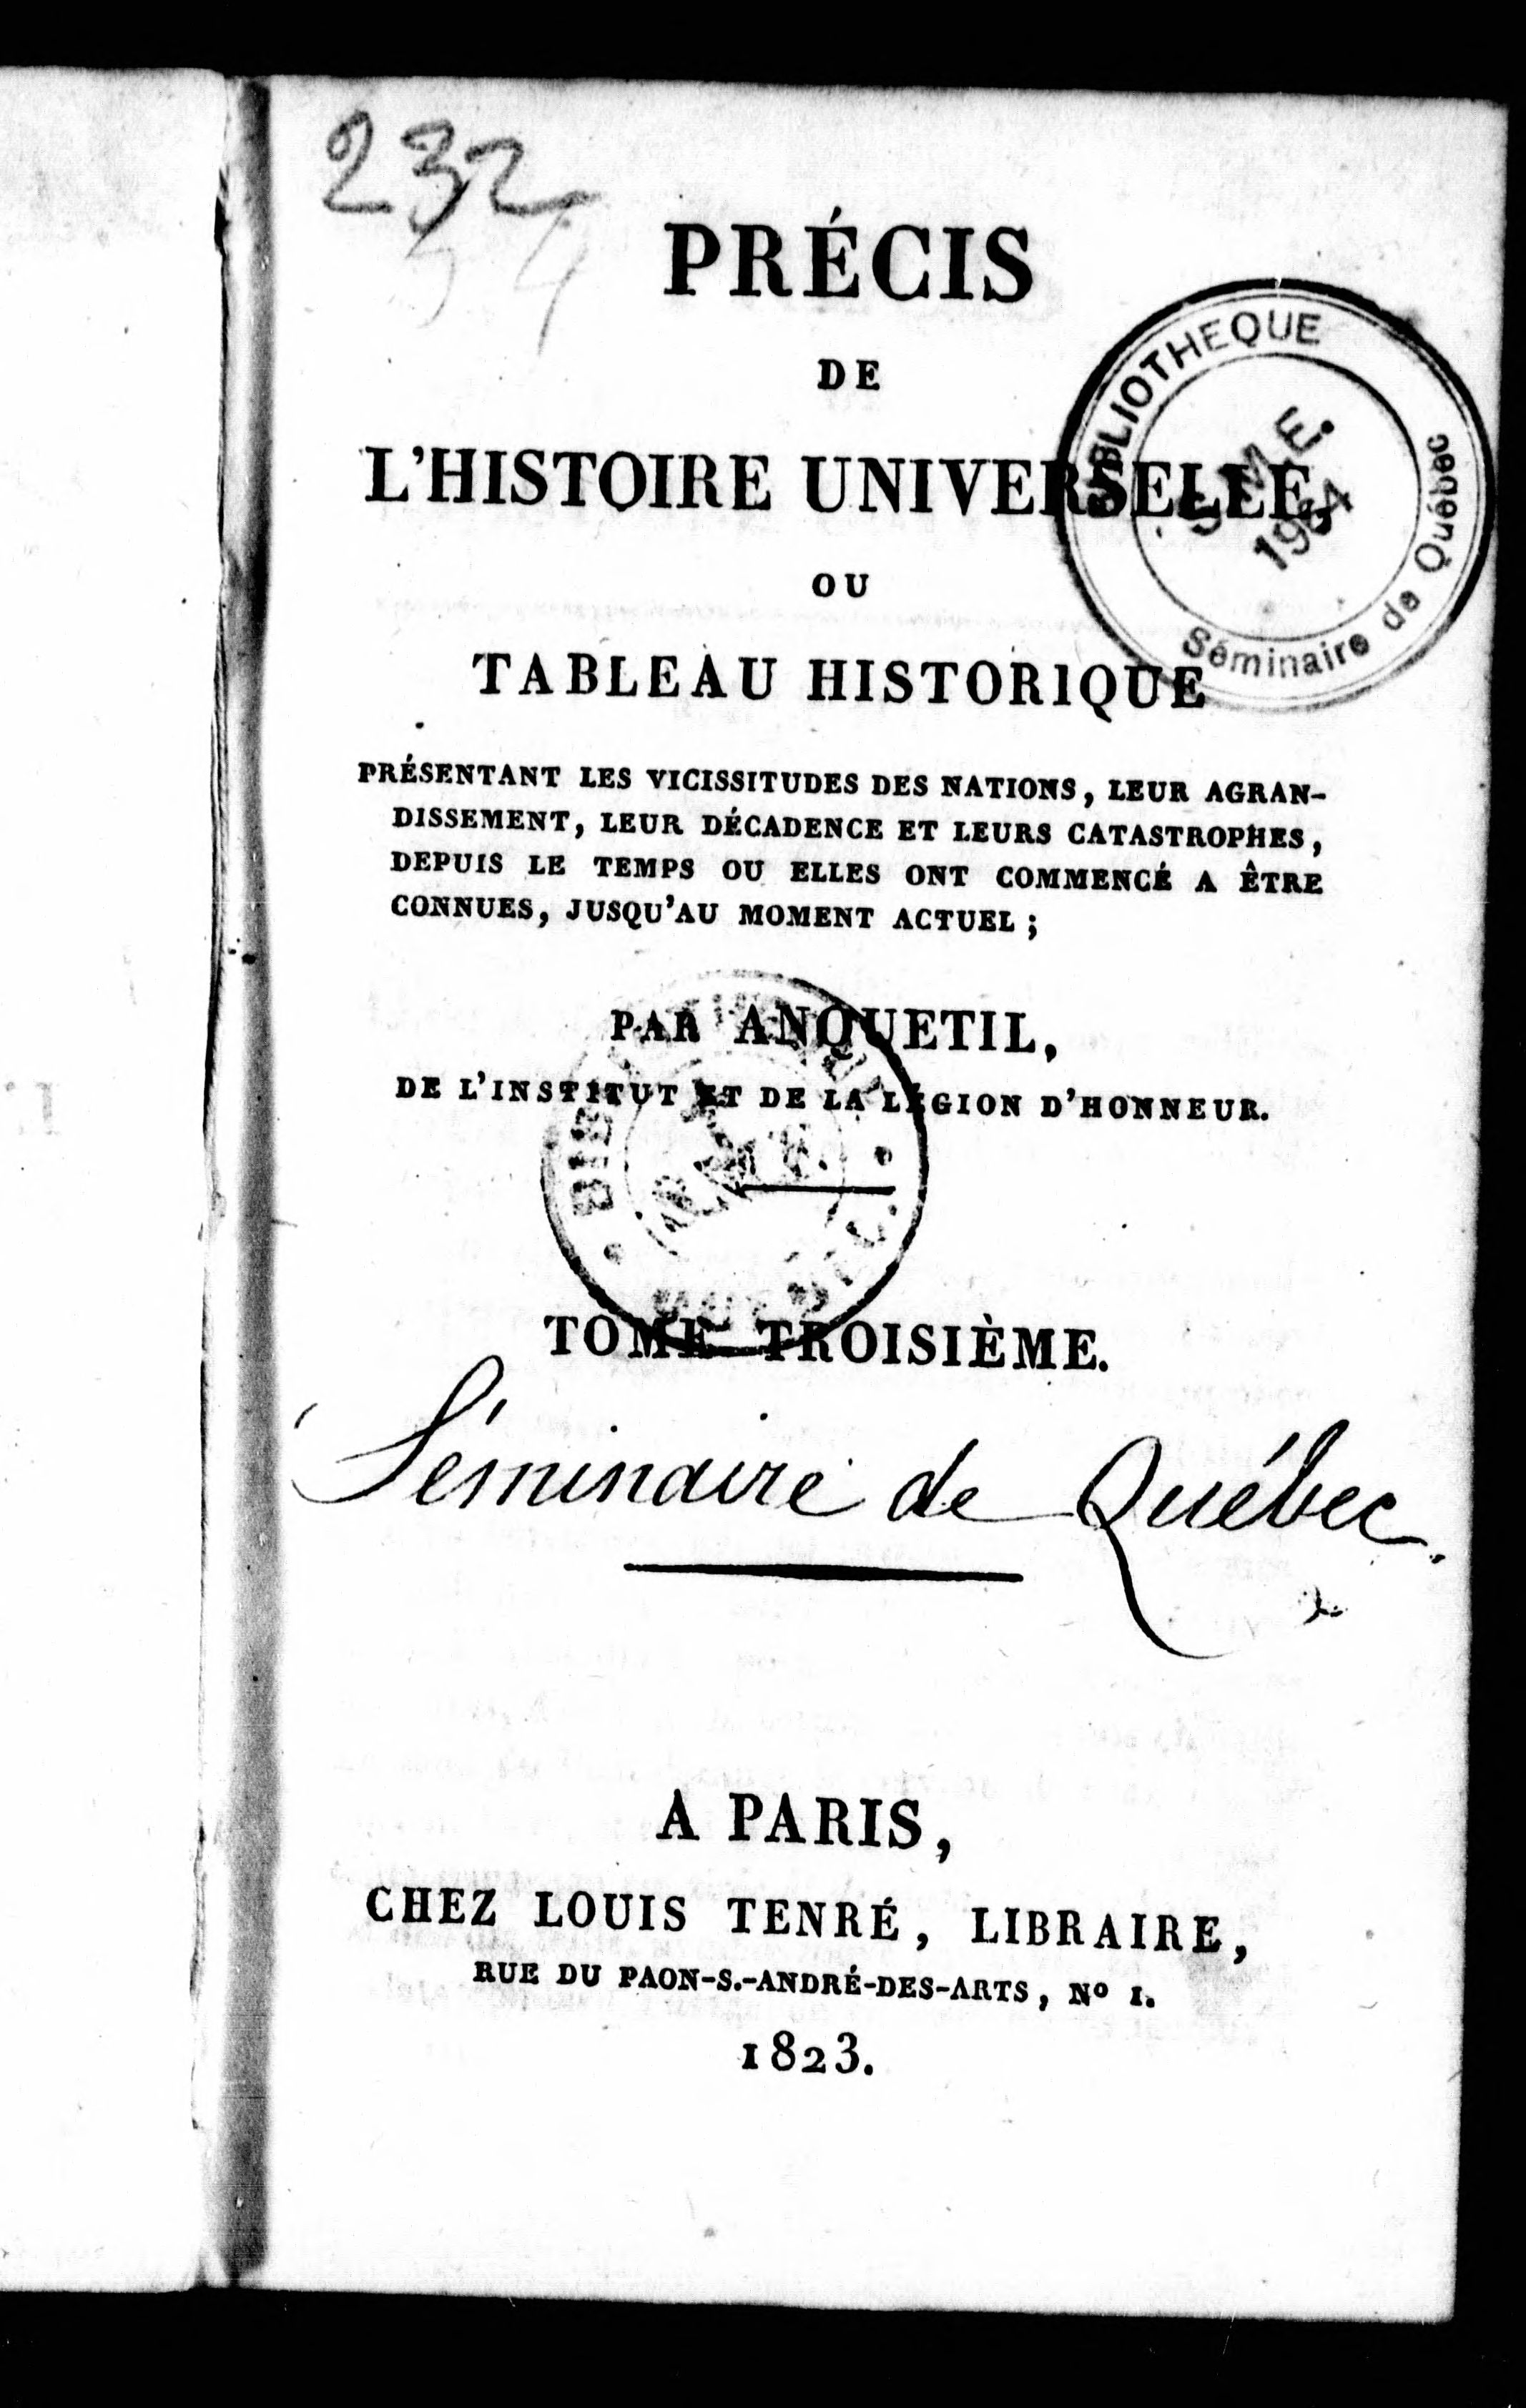 232
PRÉCIS
DE
L'HISTOIRE UNIVERSELLE,
OU
TABLEAU HISTORIQUE
PRÉSENTANT LES VICISSITUDES DES NATIONS, LEUR AGRAN-
DISSEMENT, LEUR DÉCADENCE ET LEURS CATASTROPHES,
DEPUIS LE TEMPS OU ELLES ONT COMMENCÉ A ÊTRE
CONNUES, JUSQU'AU MOMENT ACTUEL ;
BIBLIOTHEQUE
S.M.E.
Séminaire de Québec
PAR ANQUETIL,
DE L'INSTITUT ET DE LA LÉGION D'HONNEUR.
TOME TROISIÈME.
Séminaire de Québec.
A PARIS,
CHEZ LOUIS TENRÉ, LIBRAIRE,
RUE DU PAON-S.-ANDRÉ-DES-ARTS, Nº 1.
1823.